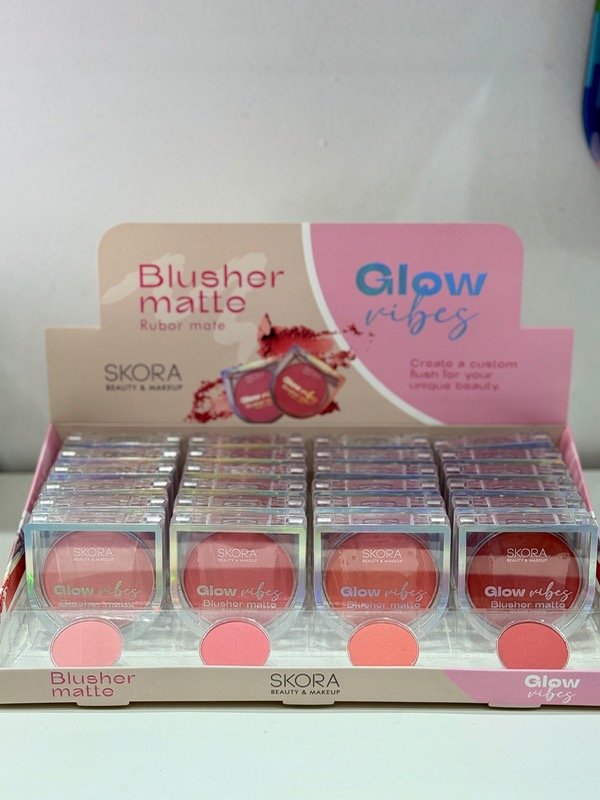 Blusher
matte
Rubor mate
SKORA
BEAUTY & MAKEUP
Glow
vibes
Create a custom
flush for your
unique beauty.
SKORA
BEAUTY & MAKEUP
Glow vibes
Blusher matte
SKORA
BEAUTY & MAKEUP
Glow vibes
Blusher matte
SKORA
BEAUTY & MAKEUP
Glow vibes
Blusher matte
SKORA
BEAUTY & MAKEUP
Glow vibes
Blusher matte
Blusher
matte
SKORA
BEAUTY & MAKEUP
Glow
vibes